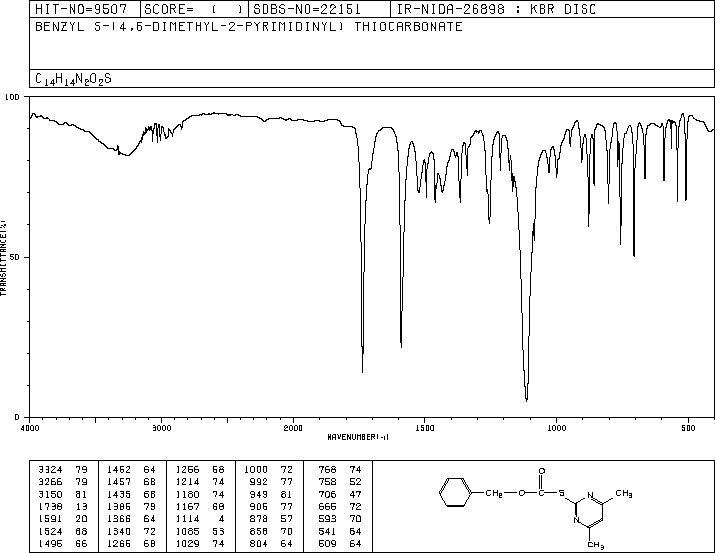 HIT-NO=9507 SCORE= ( ) SDBS-NO=22151 IR-NIDA-26898 : KBR DISC
BENZYL S-(4,6-DIMETHYL-2-PYRIMIDINYL) THIOCARBONATE
C14H14N2O2S
100
50
0
TRANSMITTANCE(%)
4000 3000 2000 1500 1000 500
WAVENUMBER(-1)
3324 79 1462 64 1256 58 1000 72 768 74
3266 79 1457 66 1214 74 992 77 758 52
3150 81 1435 66 1180 74 949 81 706 47
1738 13 1385 79 1167 68 905 77 665 72
1591 20 1366 64 1114 4 878 57 593 70
1524 68 1340 72 1085 53 858 70 541 64
1495 66 1265 68 1029 74 804 64 509 64
O
CH2 O C S N CH3
N
CH3